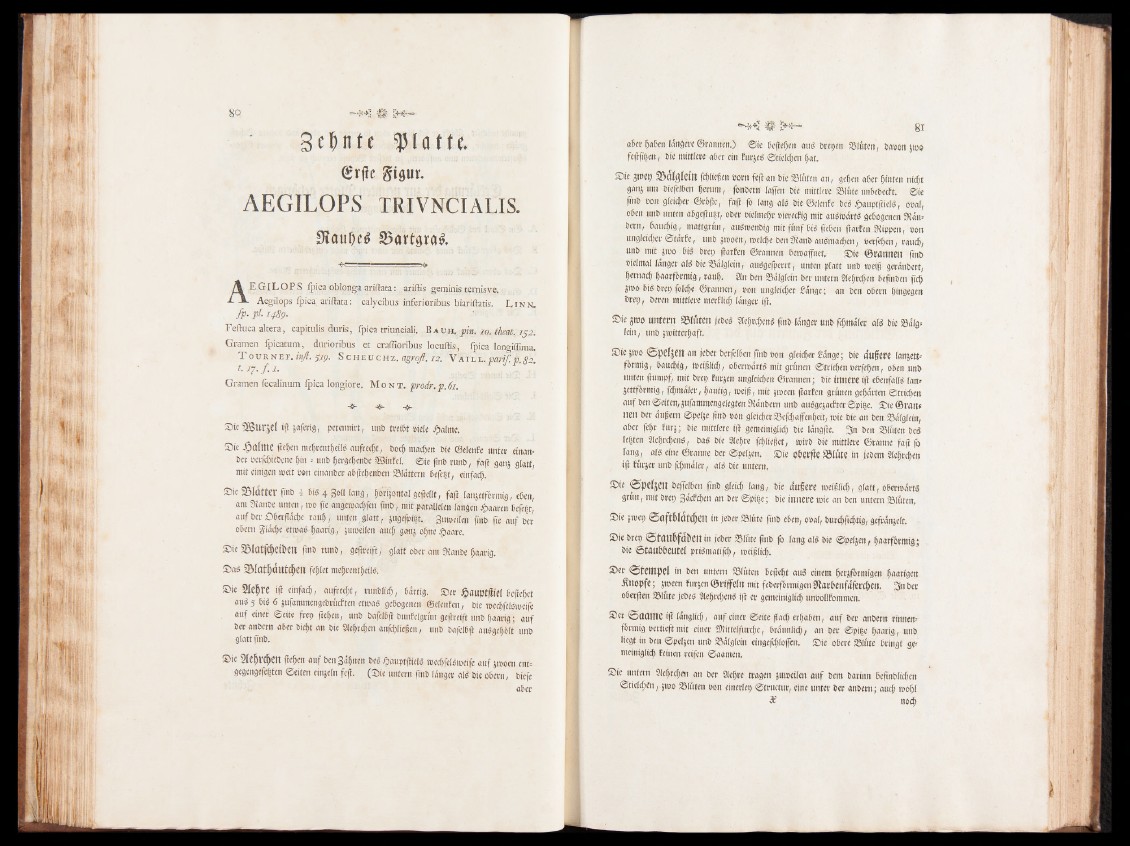 80
Zehnte Platte.
Erste Figur.
AEGILOPS TRIVNCIALIS.
Rauhes Bartgras.
AEGILOPS ſpica oblonga ariſtata: ariſtis geminis ternisve.
Aegilops ſpica ariſtata: calycibus inferioribus biariſtatis. LINN.
ſp. pl. 1489.
Feſtuca altera, capitulis duris, ſpica triunciali. BAUH. pin. 10. theat. 152.
Gramen ſpicatum, durioribus et craſſioribus locuſtis, ſpica longiſſima.
TOURNEF. inſt. 519. SCHEUCHZ. agroſt. 12. VAILL. pariſ. p. 82.
t. 17. f. 1.
Gramen ſecalinum ſpica longiore. MONT. prodr. p. 61.
Die Wurzel iſt zaſerig, perennirt, und treibt viele Halme.
Die Halme ſtehen mehrentheils aufrecht, doch machen die Gelenke unter einan-
der verſchiedene hin- und hergehende Winkel. Sie ſind rund, faſt ganz glatt,
mit einigen weit von einander abſtehenden Blättern beſetzt, einfach.
Die Blätter ſind bis 4 Zoll lang, horizontal geſtellt, faſt lanzetförmig, eben,
am Rande unten, wo ſie angewachſen ſind, mit parallelen langen Haaren beſetzt,
auf der Oberfläche rauh, unten glatt, zugeſpitzt. Zuweilen ſind ſie auf der
obern Fläche etwas haarig, zuweilen auch ganz ohne Haare.
Die Blatſcheiden ſind rund, geſtreift, glatt oder am Rande haarig.
Das Blathäutchen fehlet mehrentheils.
Die Aehre iſt einfach, aufrecht, rundlich, bärtig. Der Hauptſtiel beſtehet
aus 5 bis 6 zuſammengedrückten etwas gebogenen Gelenken, die wechſelsweiſe
auf einer Seite frey ſtehen, und daſelbſt dunkelgrün geſtreift und haarig; auf
der andern aber dicht an die Aehrchen anſchließen, und daſelbſt ausgehölt und
glatt ſind.
Die Aehrchen ſtehen auf den Zähnen des Hauptſtiels wechſelsweiſe auf zwoen ent-
gegengeſetzten Seiten einzeln feſt. (Die untern ſind länger als die obern, dieſe
aber
81
aber haben längere Grannen.) Sie beſtehen aus dreyen Blüten, davon zwo
feſtſitzen, die mittlere aber ein kurzes Stielchen hat.
Die zwey Bälglein ſchließen vorn feſt an die Blüten an, gehen aber hinten nicht
ganz um dieſelben herum, ſondern laſſen die mittlere Blüte unbedeckt. Sie
ſind von gleicher Größe, faſt ſo lang als die Gelenke des Hauptſtiels, oval,
oben und unten abgeſtutzt, oder vielmehr viereckig mit auswärts gebogenen Rän-
dern, bauchig, mattgrün, auswendig mit fünf bis ſieben ſtarken Rippen, von
ungleicher Stärke, und zwoen, welche den Rand ausmachen, verſehen, rauch,
und mit zwo bis drey ſtarken Grannen bewaffnet. Die Grannen ſind
vielmal länger als die Bälglein, ausgeſperrt, unten platt und weiß gerändert,
hernach haarförmig, rauh. An den Bälglein der untern Aehrchen befinden ſich
zwo bis drey ſolche Grannen, von ungleicher Länge; an den obern hingegen
drey, deren mittlere merklich länger iſt.
Die zwo untern Blüten jedes Aehrchens ſind länger und ſchmäler als die Bälg-
lein, und zwitterhaft.
Die zwo Spelzen an jeder derſelben ſind von gleicher Länge; die äußere lanzett-
förmig, bauchig, weißlich, oberwärts mit grünen Strichen verſehen, oben und
unten ſtumpf, mit drey kurzen ungleichen Grannen; die innere iſt ebenfalls lan-
zettförmig, ſchmäler, häutig, weiß, mit zween ſtarken grünen gehärten Strichen
auf den Seiten, zuſammengelegten Rändern und ausgezackter Spitze. Die Gran-
nen der äußern Spelze ſind von gleicher Beſchaffenheit, wie die an den Bälglein,
aber ſehr kurz; die mittlere iſt gemeiniglich die längſte. In den Blüten des
letzten Aehrchens, das die Aehre ſchließet, wird die mittlere Granne faſt ſo
lang, als eine Granne der Spelzen. Die oberſte Blüte in jedem Aehrchen
iſt kürzer und ſchmäler, als die untern.
Die Spelzen deſſelben ſind gleich lang, die äußere weißlich, glatt, oberwärts
grün, mit drey Zäckchen an der Spitze; die innere wie an den untern Blüten.
Die zwey Saftblätchen in jeder Blüte ſind eben, oval, durchſichtig, gefränzelt.
Die drey Staubfäden in jeder Blüte ſind ſo lang als die Spelzen, haarförmig;
die Staubbeutel prismatiſch, weißlich.
Der Stempel in den untern Blüten beſteht aus einem herzförmigen haarigen
Knopfe; zween kurzen Griffeln mit federförmigen Narbenfäſerchen. In der
oberſten Blüte jedes Aehrchens iſt er gemeiniglich unvollkommen.
Der Saame iſt länglich, auf einer Seite flach erhaben, auf der andern rinnen-
förmig vertieft mit einer Mittelfurche, bräunlich, an der Spitze haarig, und
liegt in den Spelzen und Bälglein eingeſchloſſen. Die obere Blüte bringt ge-
meiniglich keinen reifen Saamen.
Die untern Aehrchen an der Aehre tragen zuweilen auf dem darinn befindlichen
Stielchen, zwo Blüten von einerley Structur, eine unter der andern; auch wohl
X noch